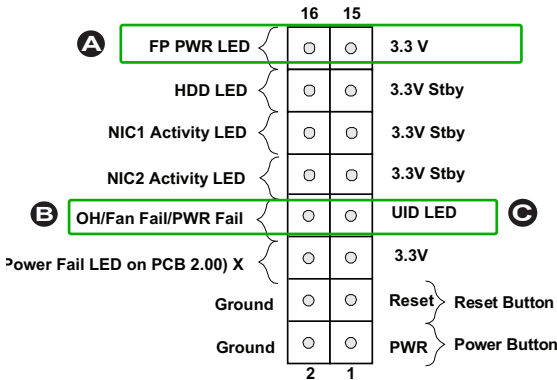 16 15
A FP PWR LED 3.3 V
HDD LED 3.3V Stby
NIC1 Activity LED 3.3V Stby
NIC2 Activity LED 3.3V Stby
B OH/Fan Fail/PWR Fail UID LED C
Power Fail LED on PCB 2.00) X 3.3V
Ground Reset Reset Button
Ground PWR Power Button
2 1